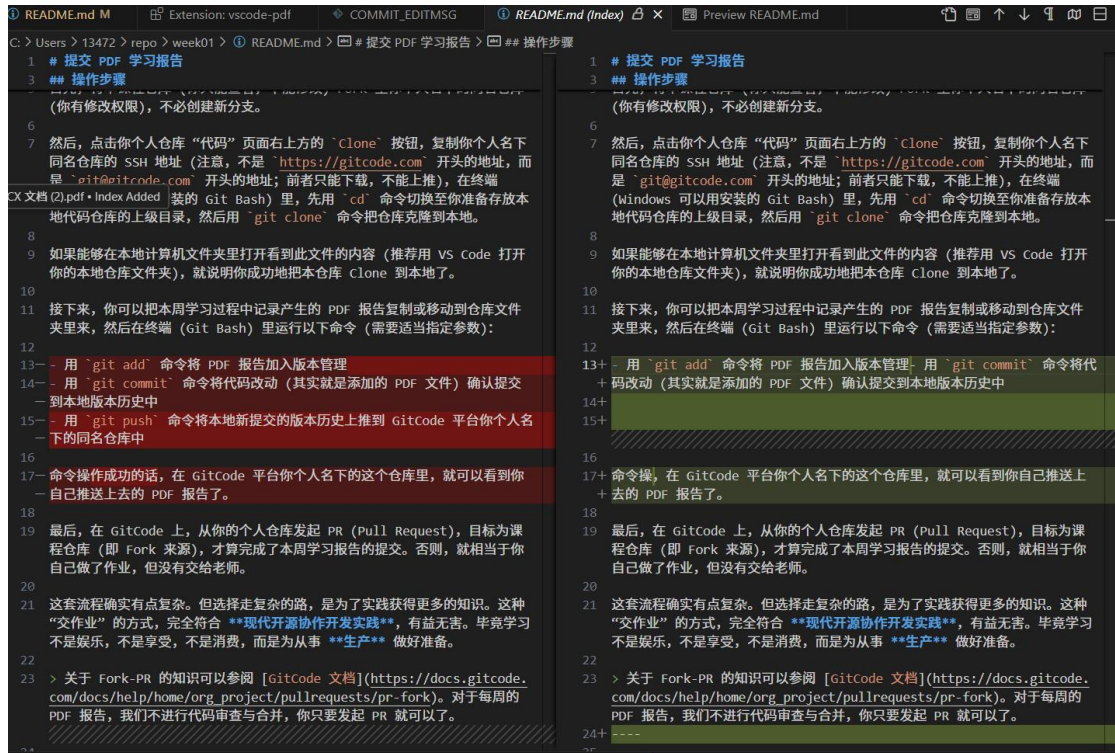 README.md M
Extension: vscode-pdf
COMMIT_EDITMSG
README.md (Index)
Preview README.md
C: > Users > 13472 > repo > week01 > README.md > # 提交 PDF 学习报告 > ## 操作步骤
1 # 提交 PDF 学习报告
3 ## 操作步骤
(你有修改权限)，不必创建新分支。
6
7 然后，点击你个人仓库 “代码” 页面右上方的 `Clone` 按钮，复制你个人名下
同名仓库的 SSH 地址 (注意，不是 `https://gitcode.com` 开头的地址，而
是 `git@gitcode.com` 开头的地址；前者只能下载，不能上推)，在终端
CX 文档 (2).pdf • Index Added
装的 Git Bash) 里，先用 `cd` 命令切换至你准备存放本
地代码仓库的上级目录，然后用 `git clone` 命令把仓库克隆到本地。
8
9 如果能够在本地计算机文件夹里打开看到此文件的内容 (推荐用 VS Code 打开
你的本地仓库文件夹)，就说明你成功地把本仓库 Clone 到本地了。
10
11 接下来，你可以把本周学习过程中记录产生的 PDF 报告复制或移动到仓库文件
夹里来，然后在终端 (Git Bash) 里运行以下命令 (需要适当指定参数)：
12
13- - 用 `git add` 命令将 PDF 报告加入版本管理
14- - 用 `git commit` 命令将代码改动 (其实就是添加的 PDF 文件) 确认提交
- 到本地版本历史中
15- - 用 `git push` 命令将本地新提交的版本历史上推到 GitCode 平台你个人名
- 下的同名仓库中
16
17- 命令操作成功的话，在 GitCode 平台你个人名下的这个仓库里，就可以看到你
- 自己推送上去的 PDF 报告了。
18
19 最后，在 GitCode 上，从你的个人仓库发起 PR (Pull Request)，目标为课
程仓库 (即 Fork 来源)，才算完成了本周学习报告的提交。否则，就相当于你
自己做了作业，但没有交给老师。
20
21 这套流程确实有点复杂。但选择走复杂的路，是为了实践获得更多的知识。这种
“交作业” 的方式，完全符合 **现代开源协作开发实践**，有益无害。毕竟学习
不是娱乐，不是享受，不是消费，而是为从事 **生产** 做好准备。
22
23 > 关于 Fork-PR 的知识可以参阅 [GitCode 文档](https://docs.gitcode.
com/docs/help/home/org_project/pullrequests/pr-fork)。对于每周的
PDF 报告，我们不进行代码审查与合并，你只要发起 PR 就可以了。
1 # 提交 PDF 学习报告
3 ## 操作步骤
(你有修改权限)，不必创建新分支。
6
7 然后，点击你个人仓库 “代码” 页面右上方的 `Clone` 按钮，复制你个人名下
同名仓库的 SSH 地址 (注意，不是 `https://gitcode.com` 开头的地址，而
是 `git@gitcode.com` 开头的地址；前者只能下载，不能上推)，在终端
(Windows 可以用安装的 Git Bash) 里，先用 `cd` 命令切换至你准备存放本
地代码仓库的上级目录，然后用 `git clone` 命令把仓库克隆到本地。
8
9 如果能够在本地计算机文件夹里打开看到此文件的内容 (推荐用 VS Code 打开
你的本地仓库文件夹)，就说明你成功地把本仓库 Clone 到本地了。
10
11 接下来，你可以把本周学习过程中记录产生的 PDF 报告复制或移动到仓库文件
夹里来，然后在终端 (Git Bash) 里运行以下命令 (需要适当指定参数)：
12
13+ - 用 `git add` 命令将 PDF 报告加入版本管理- 用 `git commit` 命令将代
+ 码改动 (其实就是添加的 PDF 文件) 确认提交到本地版本历史中
14+
15+
16
17+ 命令操，在 GitCode 平台你个人名下的这个仓库里，就可以看到你自己推送上
+ 去的 PDF 报告了。
18
19 最后，在 GitCode 上，从你的个人仓库发起 PR (Pull Request)，目标为课
程仓库 (即 Fork 来源)，才算完成了本周学习报告的提交。否则，就相当于你
自己做了作业，但没有交给老师。
20
21 这套流程确实有点复杂。但选择走复杂的路，是为了实践获得更多的知识。这种
“交作业” 的方式，完全符合 **现代开源协作开发实践**，有益无害。毕竟学习
不是娱乐，不是享受，不是消费，而是为从事 **生产** 做好准备。
22
23 > 关于 Fork-PR 的知识可以参阅 [GitCode 文档](https://docs.gitcode.
com/docs/help/home/org_project/pullrequests/pr-fork)。对于每周的
PDF 报告，我们不进行代码审查与合并，你只要发起 PR 就可以了。
24+ ----